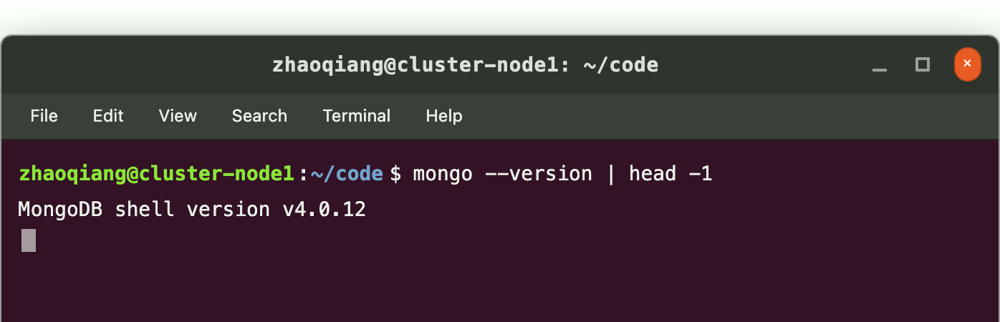 zhaoqiang@cluster-node1: ~/code
×
File Edit View Search Terminal Help
zhaoqiang@cluster-node1:~/code$ mongo --version | head -1
MongoDB shell version v4.0.12